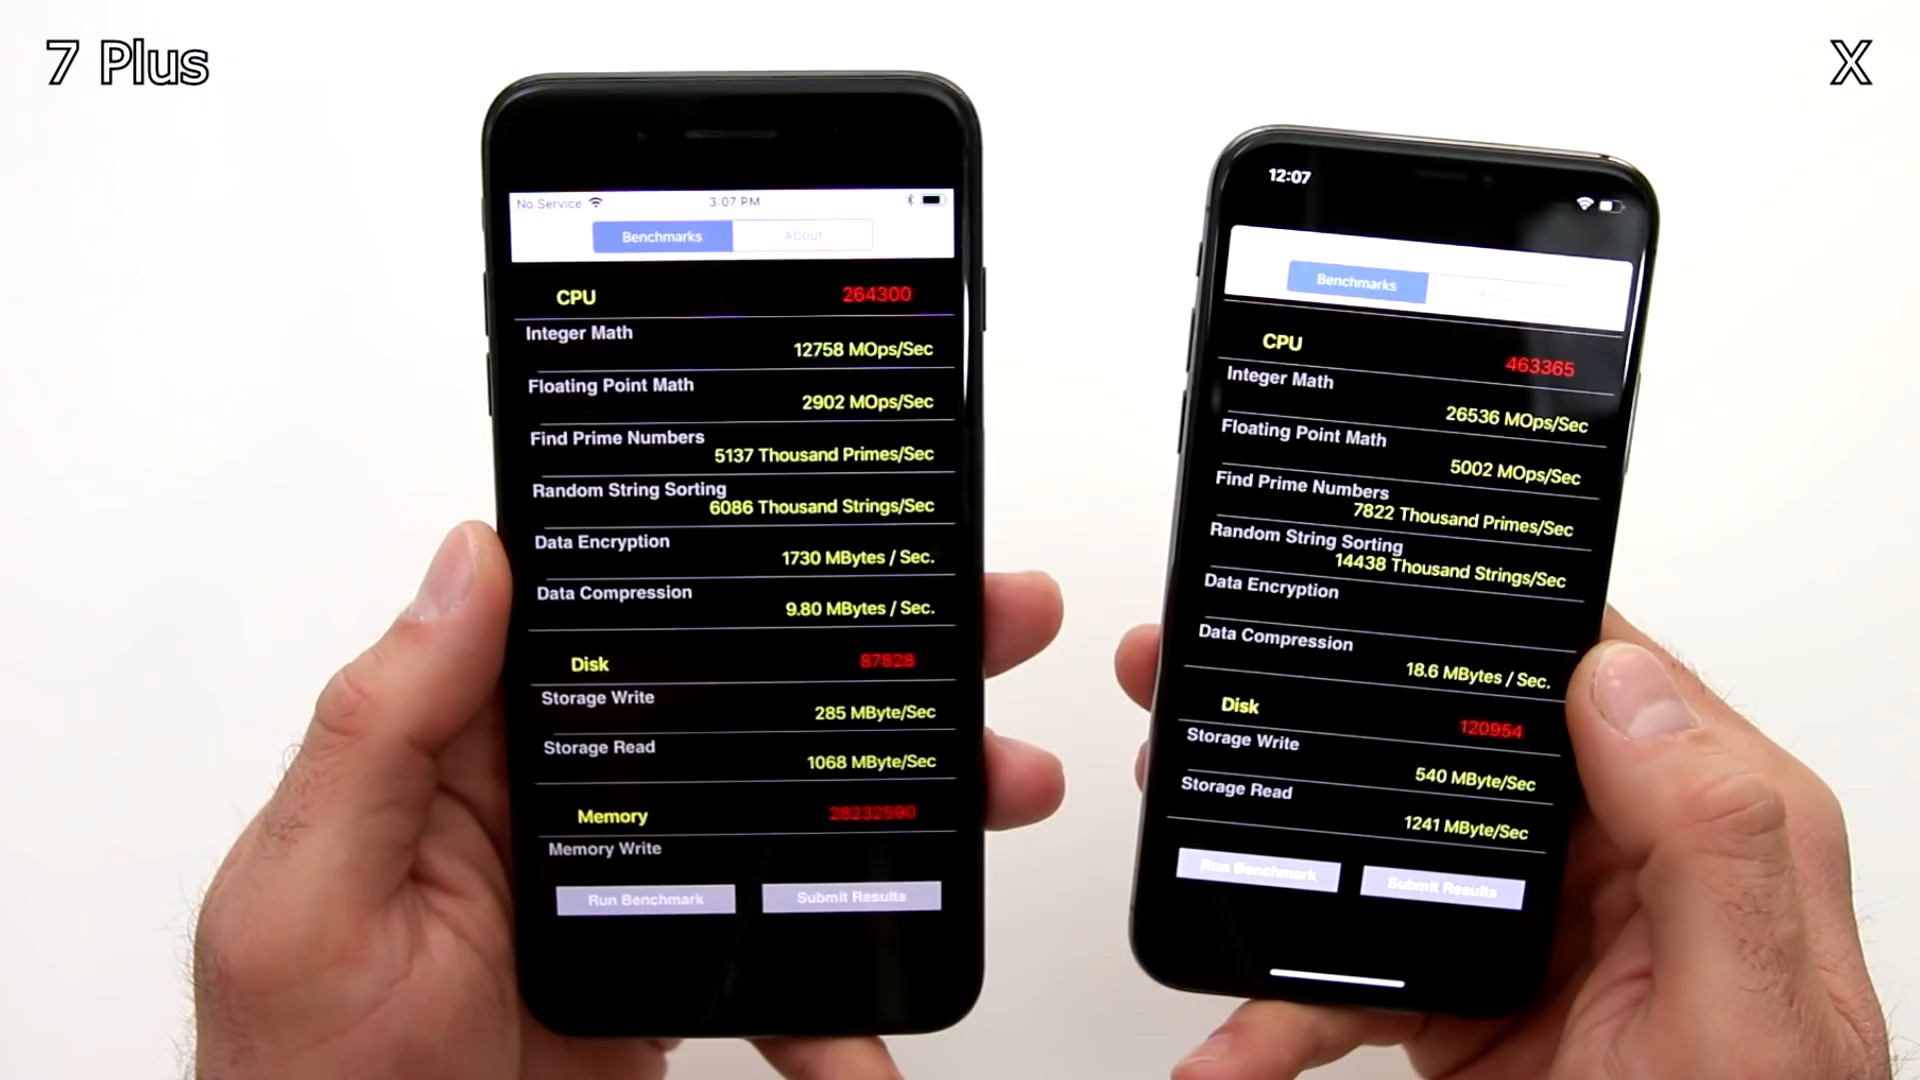 7 Plus
X
No Service
3:07 PM
Benchmarks
About
CPU
264300
Integer Math
12758 MOps/Sec
Floating Point Math
2902 MOps/Sec
Find Prime Numbers
5137 Thousand Primes/Sec
Random String Sorting
6086 Thousand Strings/Sec
Data Encryption
1730 MBytes / Sec.
Data Compression
9.80 MBytes / Sec.
Disk
87828
Storage Write
285 MByte/Sec
Storage Read
1068 MByte/Sec
Memory
28232590
Memory Write
Run Benchmark
Submit Results
12:07
Benchmarks
About
CPU
463365
Integer Math
26536 MOps/Sec
Floating Point Math
5002 MOps/Sec
Find Prime Numbers
7822 Thousand Primes/Sec
Random String Sorting
14438 Thousand Strings/Sec
Data Encryption
Data Compression
18.6 MBytes / Sec.
Disk
120954
Storage Write
540 MByte/Sec
Storage Read
1241 MByte/Sec
Run Benchmark
Submit Results